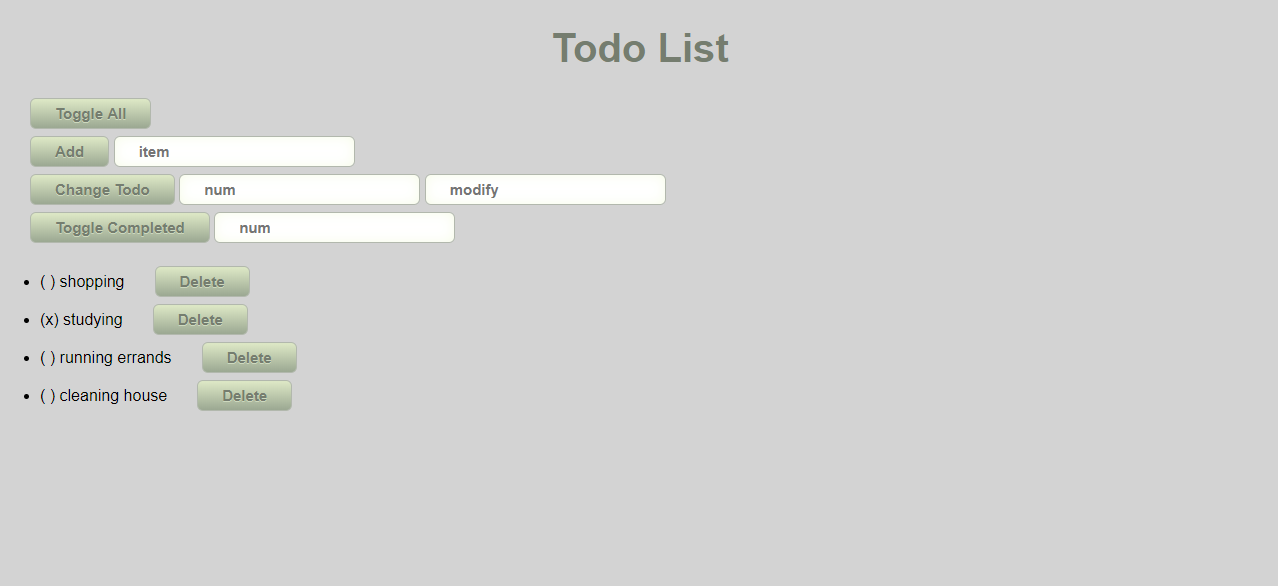 Todo List
Toggle All
Add item
Change Todo num modify
Toggle Completed num
( ) shopping Delete
(x) studying Delete
( ) running errands Delete
( ) cleaning house Delete